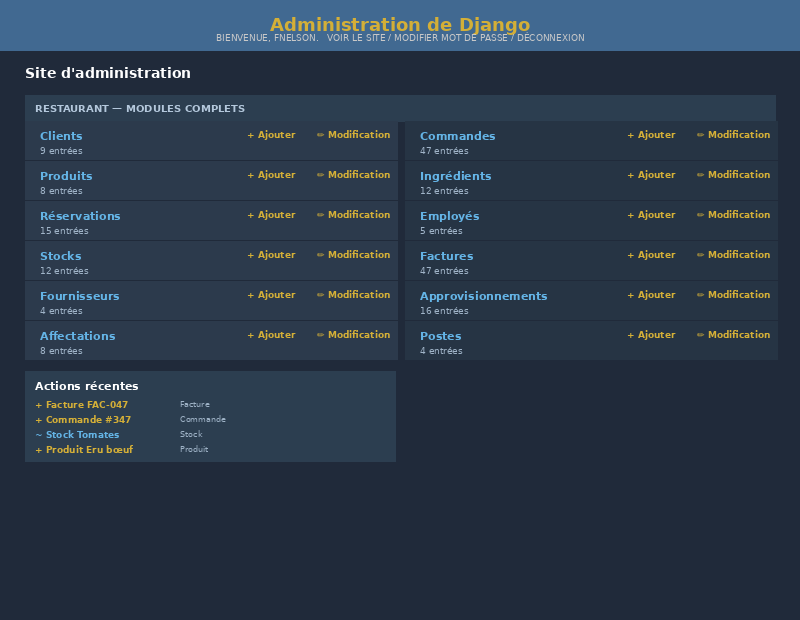 Administration de Django
BIENVENUE, FNELSON.   VOIR LE SITE / MODIFIER MOT DE PASSE / DÉCONNEXION
Site d'administration
RESTAURANT — MODULES COMPLETS
Clients + Ajouter ✏ Modification
9 entrées
Commandes + Ajouter ✏ Modification
47 entrées
Produits + Ajouter ✏ Modification
8 entrées
Ingrédients + Ajouter ✏ Modification
12 entrées
Réservations + Ajouter ✏ Modification
15 entrées
Employés + Ajouter ✏ Modification
5 entrées
Stocks + Ajouter ✏ Modification
12 entrées
Factures + Ajouter ✏ Modification
47 entrées
Fournisseurs + Ajouter ✏ Modification
4 entrées
Approvisionnements + Ajouter ✏ Modification
16 entrées
Affectations + Ajouter ✏ Modification
8 entrées
Postes + Ajouter ✏ Modification
4 entrées
Actions récentes
+ Facture FAC-047 Facture
+ Commande #347 Commande
~ Stock Tomates Stock
+ Produit Eru bœuf Produit